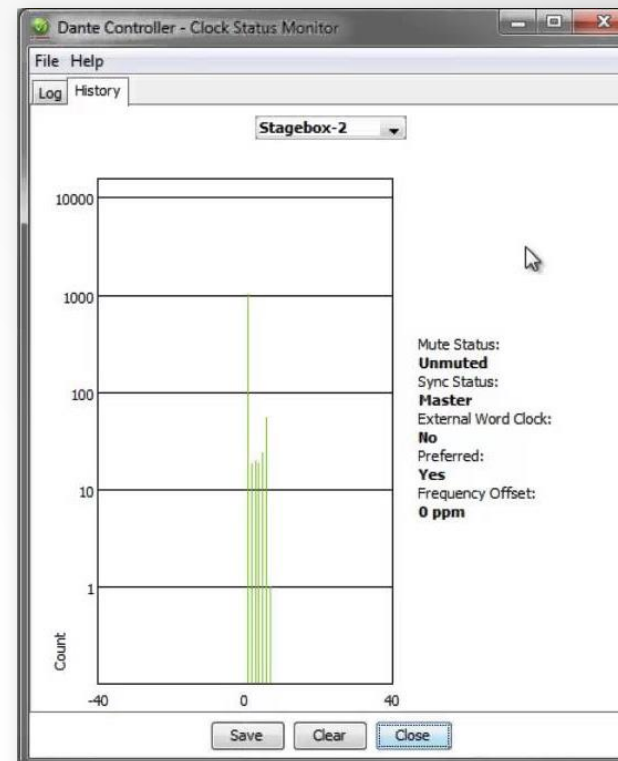 Dante Controller - Clock Status Monitor
File Help
Log History
Stagebox-2
10000
1000
100
10
1
Count
-40 0 40
Mute Status:
Unmuted
Sync Status:
Master
External Word Clock:
No
Preferred:
Yes
Frequency Offset:
0 ppm
Save Clear Close